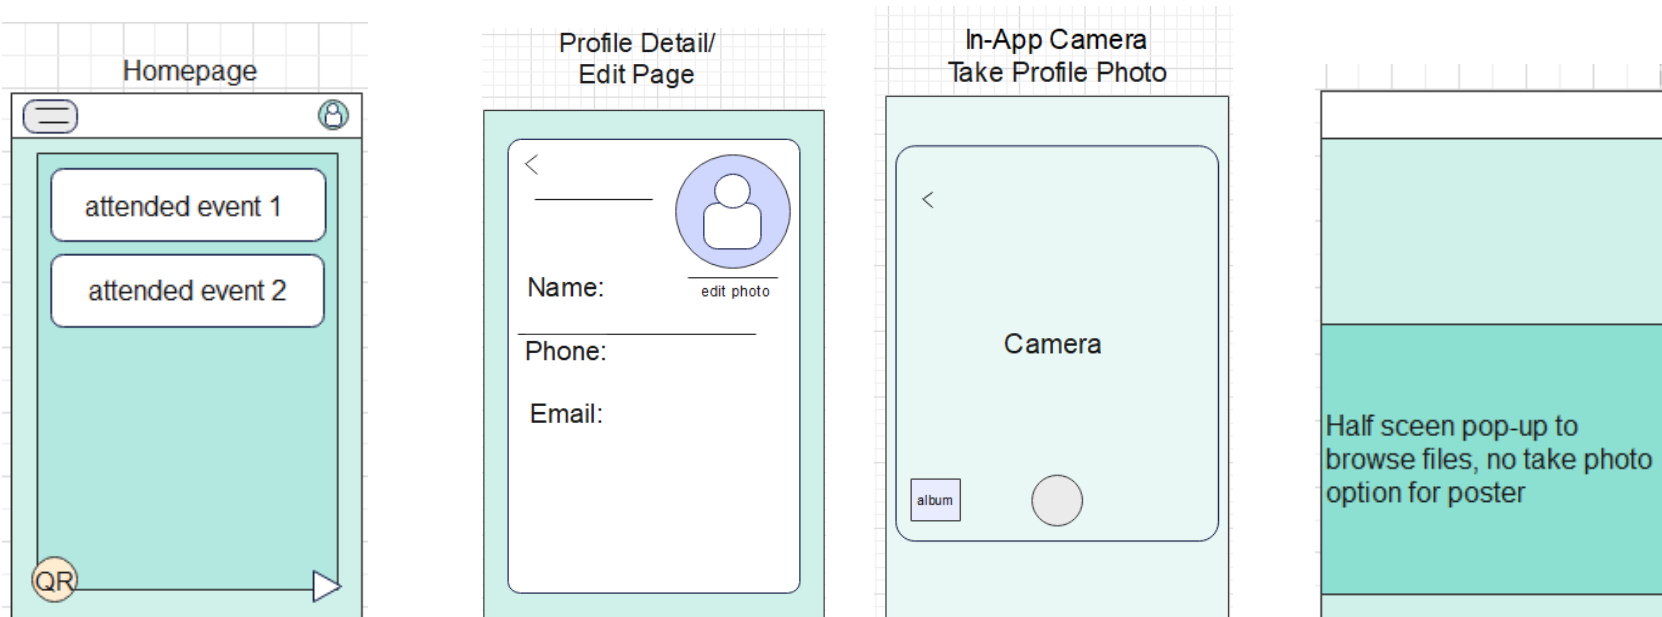 Homepage
attended event 1
attended event 2
QR
Profile Detail/
Edit Page
edit photo
Name:
Phone:
Email:
In-App Camera
Take Profile Photo
Camera
album
Half sceen pop-up to
browse files, no take photo
option for poster